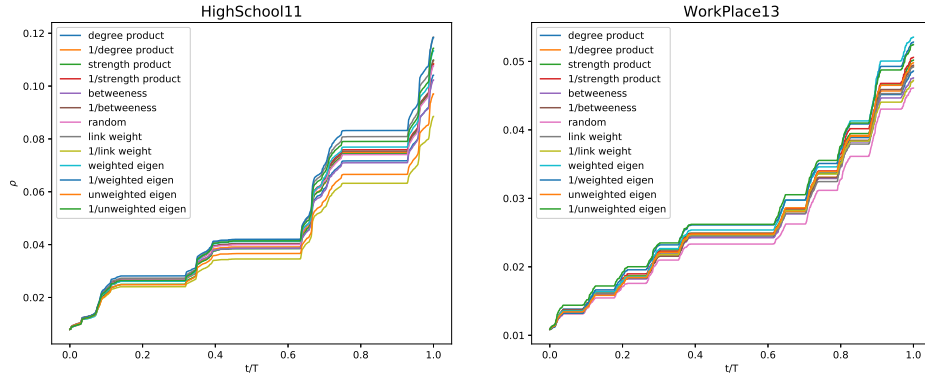 HighSchool11
0.12
0.10
0.08
0.06
0.04
0.02
ρ
degree product
1/degree product
strength product
1/strength product
betweeness
1/betweeness
random
link weight
1/link weight
weighted eigen
1/weighted eigen
unweighted eigen
1/unweighted eigen
0.0 0.2 0.4 0.6 0.8 1.0
t/T
WorkPlace13
0.05
0.04
0.03
0.02
0.01
degree product
1/degree product
strength product
1/strength product
betweeness
1/betweeness
random
link weight
1/link weight
weighted eigen
1/weighted eigen
unweighted eigen
1/unweighted eigen
0.0 0.2 0.4 0.6 0.8 1.0
t/T